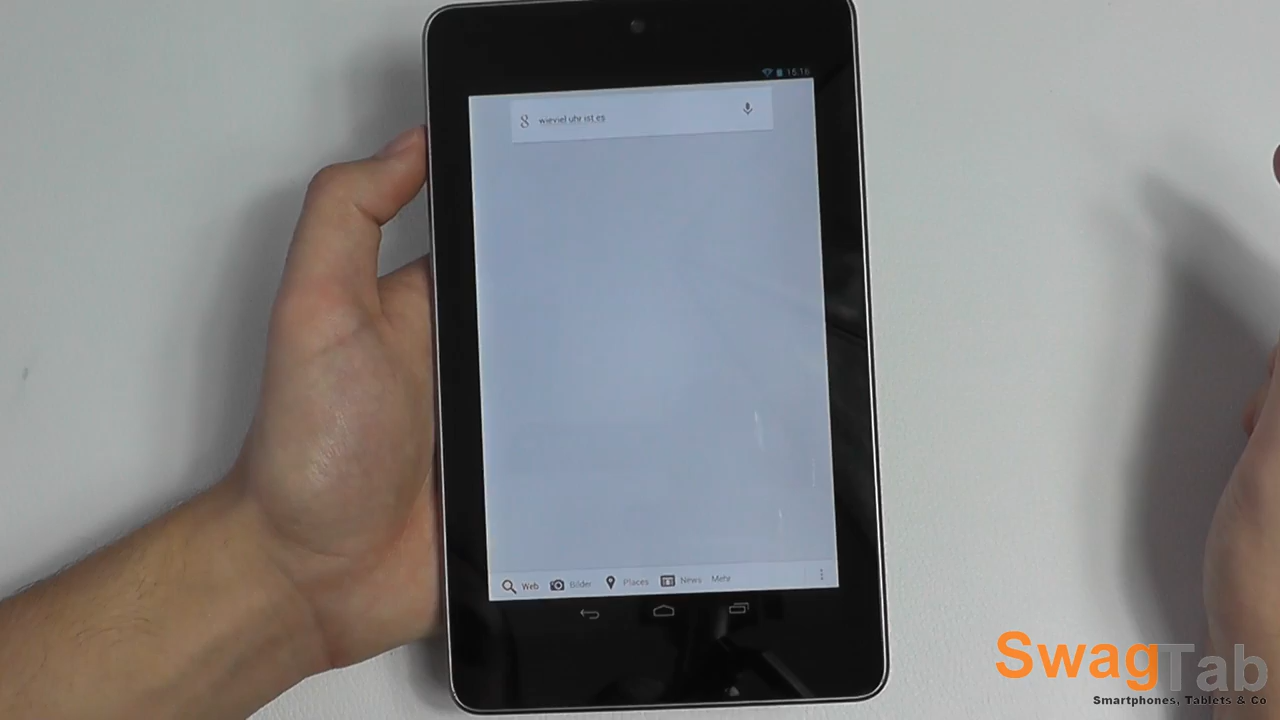 15:16
wieviel uhr ist es
Web Bilder Places News Mehr
SwagTab
Smartphones, Tablets & Co